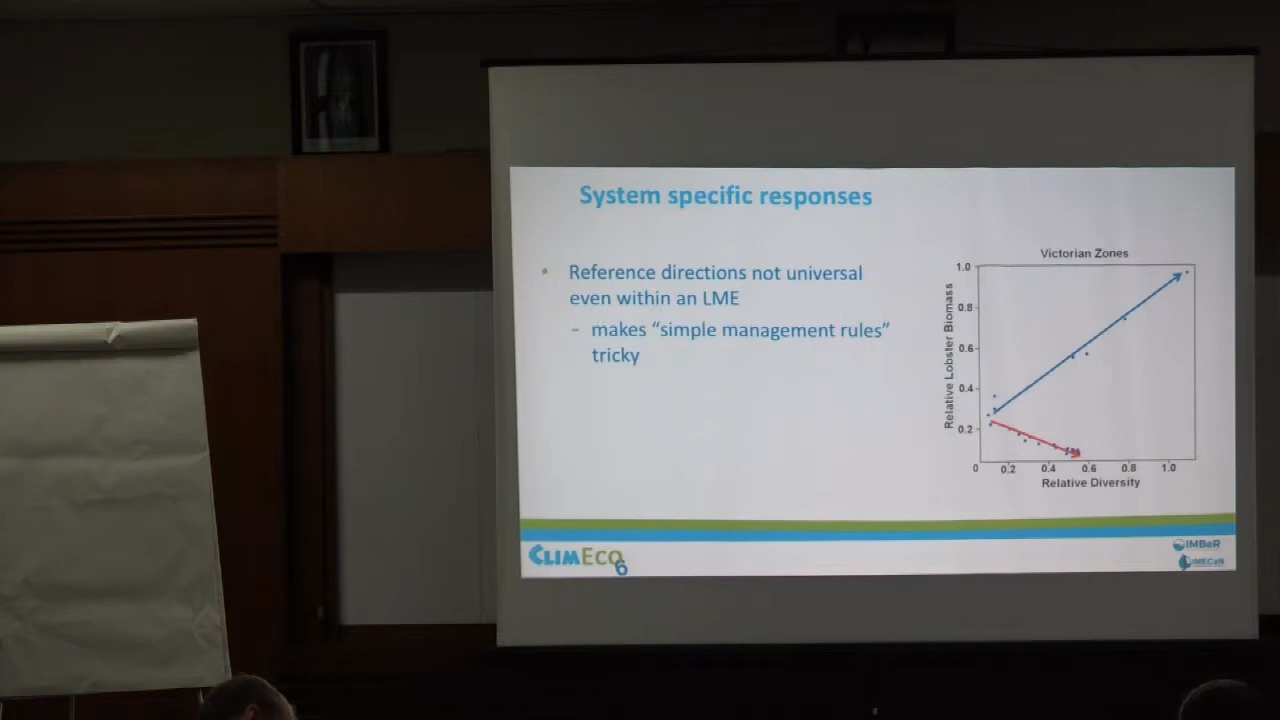 System specific responses
• Reference directions not universal
even within an LME
- makes “simple management rules”
tricky
Victorian Zones
1.0
0.8
0.6
0.4
0.2
0
0.2
0.4
0.6
0.8
1.0
Relative Lobster Biomass
Relative Diversity
CLIMECO
6
IMBeR
IMECaN